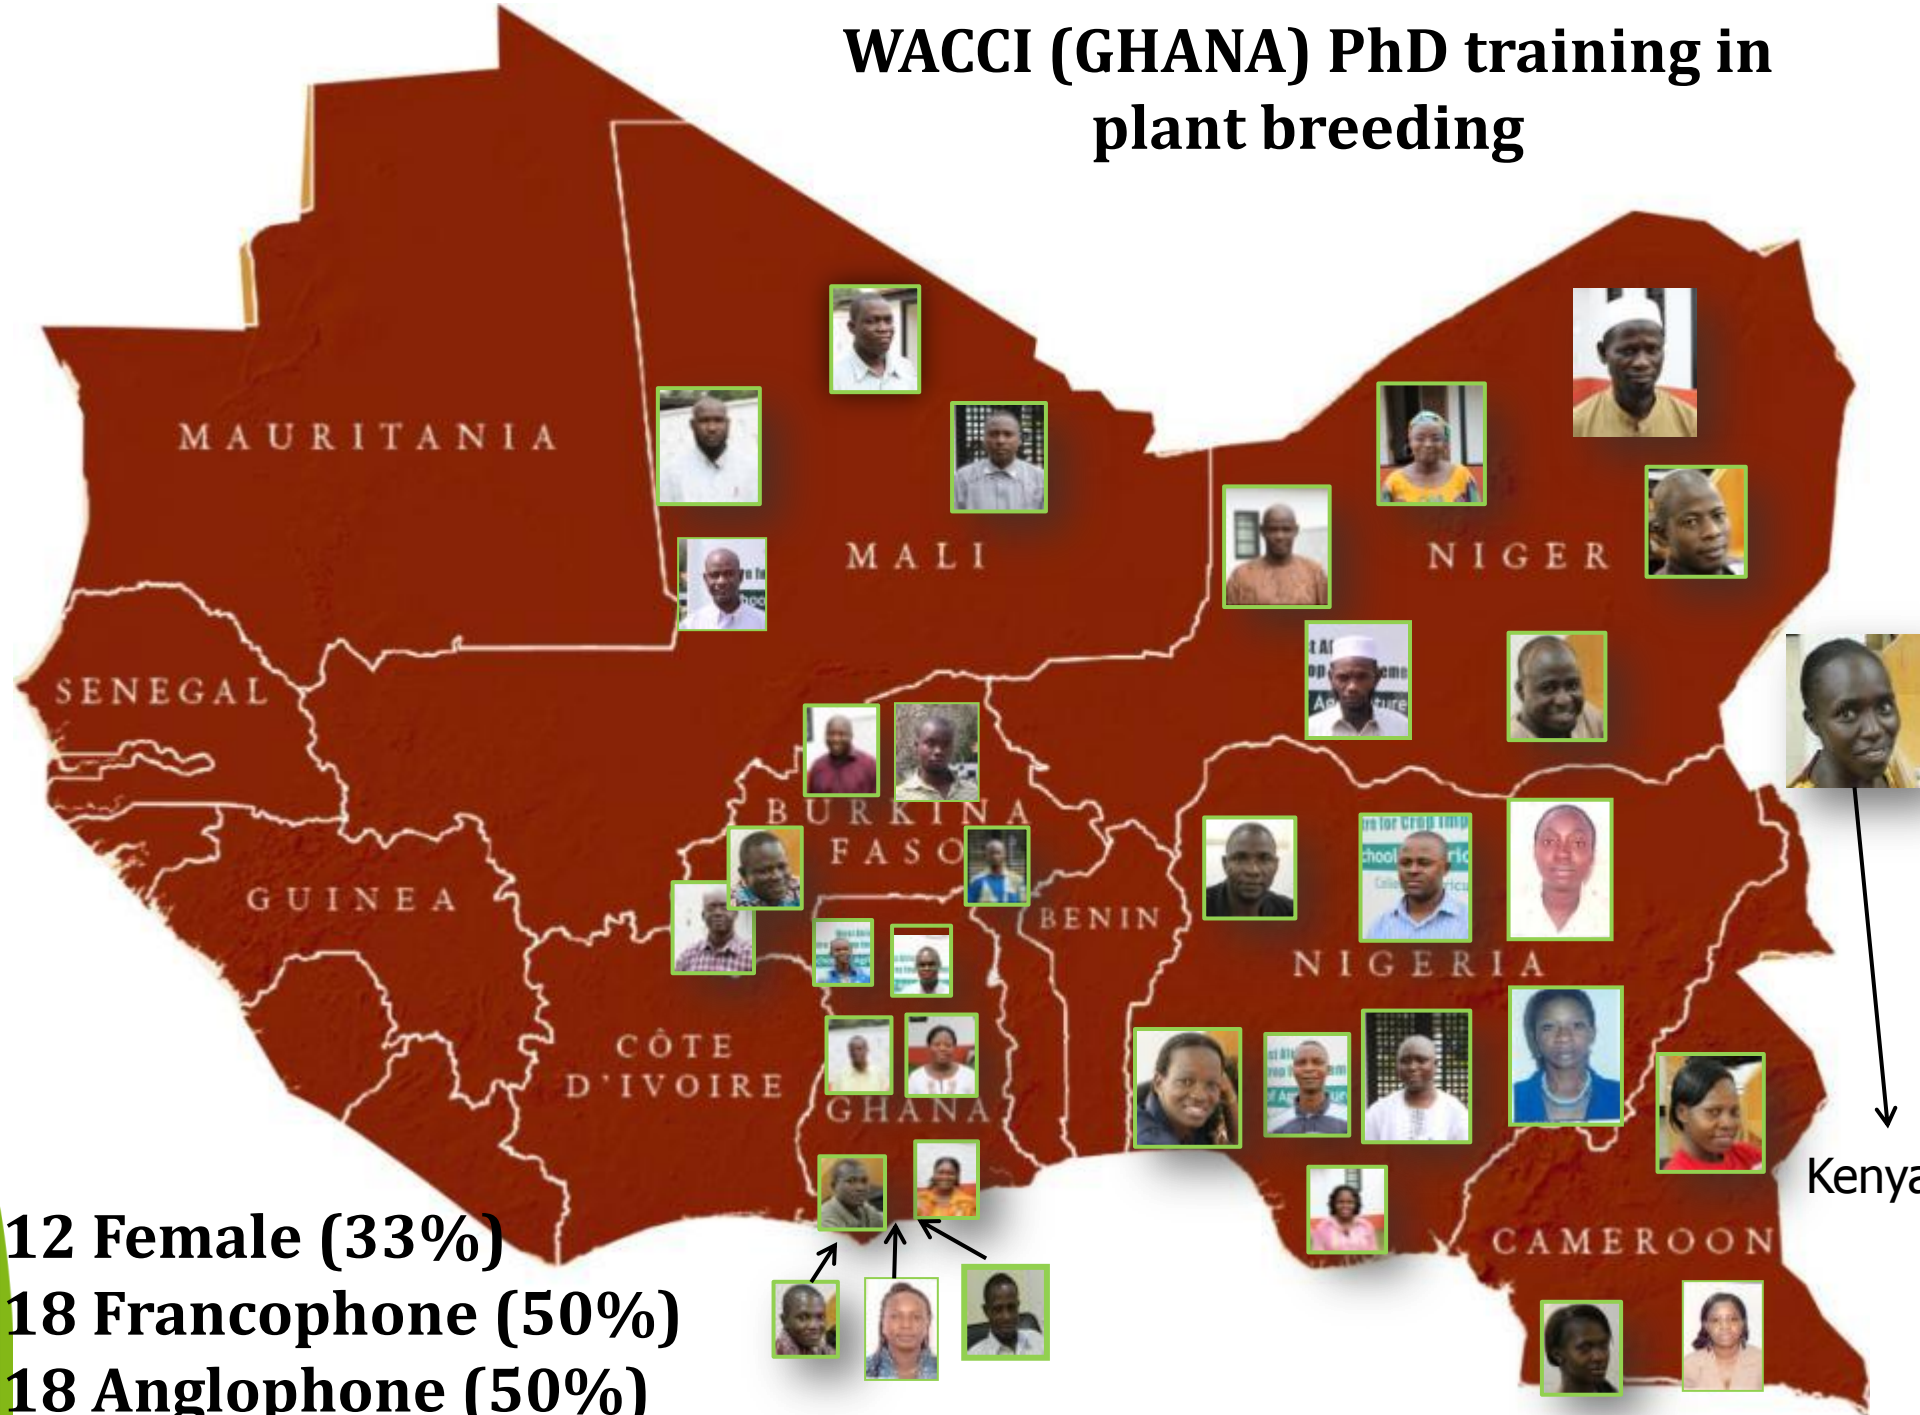 WACCI (GHANA) PhD training in
plant breeding
MAURITANIA
MALI
NIGER
SENEGAL
BURKINA
FASO
GUINEA
BENIN
NIGERIA
CÔTE
D'IVOIRE
GHANA
Kenya
CAMEROON
12 Female (33%)
18 Francophone (50%)
18 Anglophone (50%)